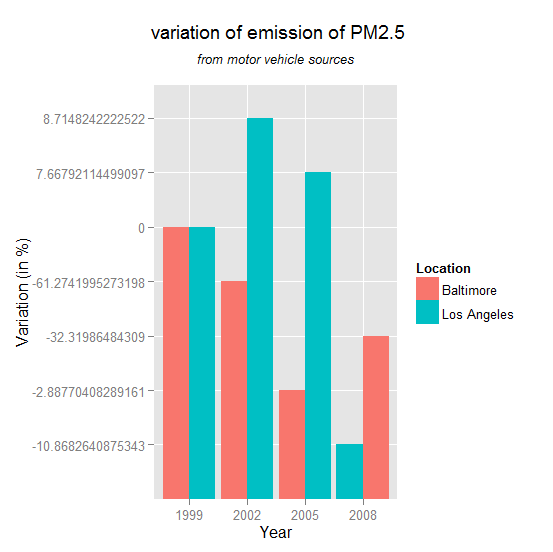 variation of emission of PM2.5
from motor vehicle sources
Variation (in %)
8.7148242222522
7.66792114499097
0
-61.2741995273198
-32.31986484309
-2.88770408289161
-10.8682640875343
1999 2002 2005 2008
Year
Location
Baltimore
Los Angeles